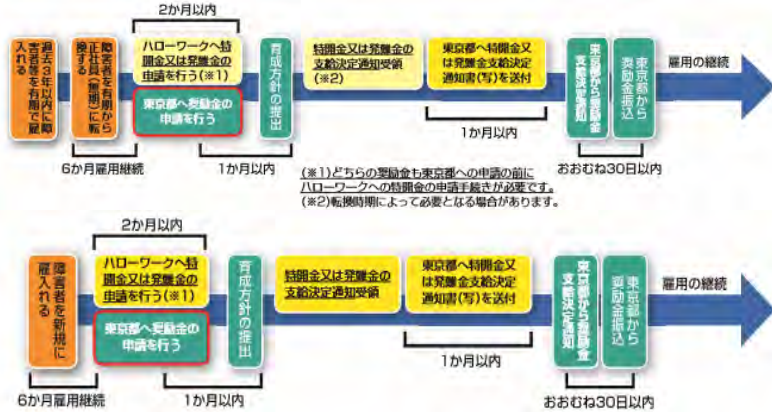 2か月以内
過去3年以内に障
害者等を有期で雇
入れる
障害者を有期から
正社員(無期)に転
換する
ハローワークへ特
開金又は発難金の
申請を行う(※1)
東京都へ奨励金の
申請を行う
育成方針の提出
特開金又は発難金の
支給決定通知受領
(※2)
東京都へ特開金又
は発難金支給決定
通知書(写)を送付
東京都から奨励金
支給決定通知
東京都から
奨励金振込
雇用の継続
6か月雇用継続
1か月以内
1か月以内
おおむね30日以内
(※1)どちらの奨励金も東京都への申請の前に
ハローワークへの特開金の申請手続きが必要です。
(※2)転換時期によって必要となる場合があります。
2か月以内
障害者を新規に
雇入れる
ハローワークへ特
開金又は発難金の
申請を行う(※1)
東京都へ奨励金の
申請を行う
育成方針の提出
特開金又は発難金の
支給決定通知受領
東京都へ特開金又
は発難金支給決定
通知書(写)を送付
東京都から奨励金
支給決定通知
東京都から
奨励金振込
雇用の継続
6か月雇用継続
1か月以内
1か月以内
おおむね30日以内